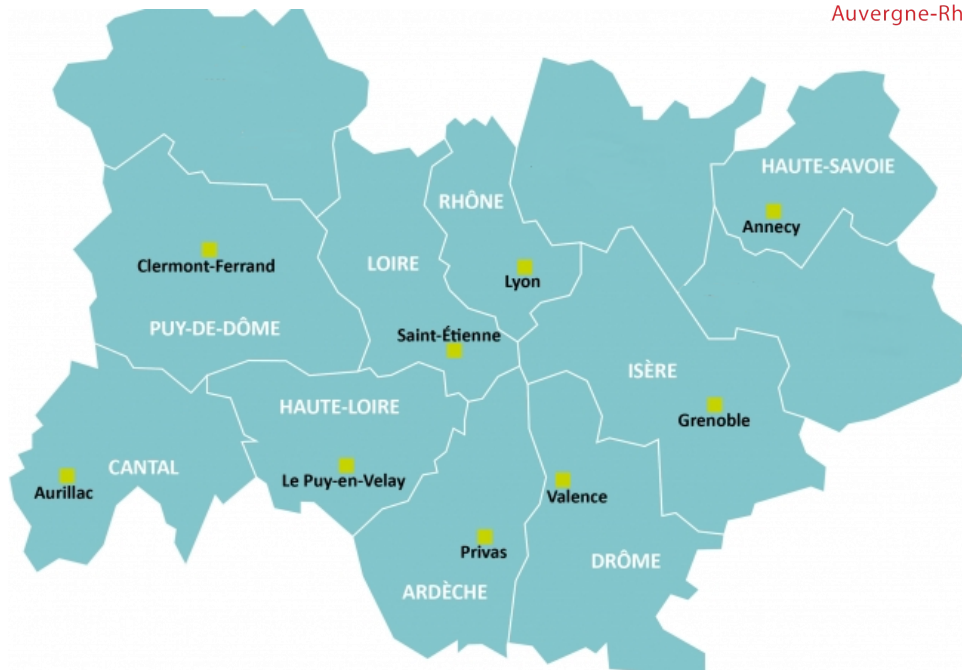 Auvergne-Rh
HAUTE-SAVOIE
RHÔNE
Annecy
Clermont-Ferrand
LOIRE
Lyon
PUY-DE-DÔME
Saint-Étienne
ISÈRE
HAUTE-LOIRE
Grenoble
CANTAL
Le Puy-en-Velay
Aurillac
Valence
Privas
DRÔME
ARDÈCHE